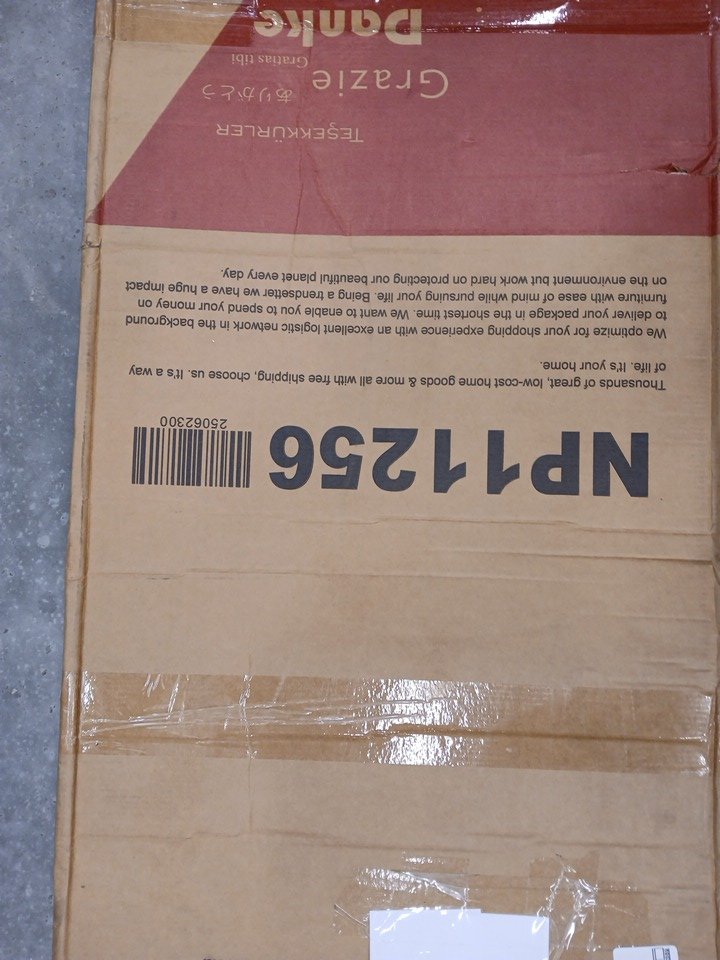 NP11256
25062300
Thousands of great, low-cost home goods & more all with free shipping, choose us. It's a way
of life. It's your home.
We optimize for your shopping experience with an excellent logistic network in the background
to deliver your package in the shortest time. We want to enable you to spend your money on
furniture with ease of mind while pursuing your life. Being a trendsetter we have a huge impact
on the environment but work hard on protecting our beautiful planet every day.
TEŞEKKÜRLER
Grazie ありがとう
Gratias tibi
Danke